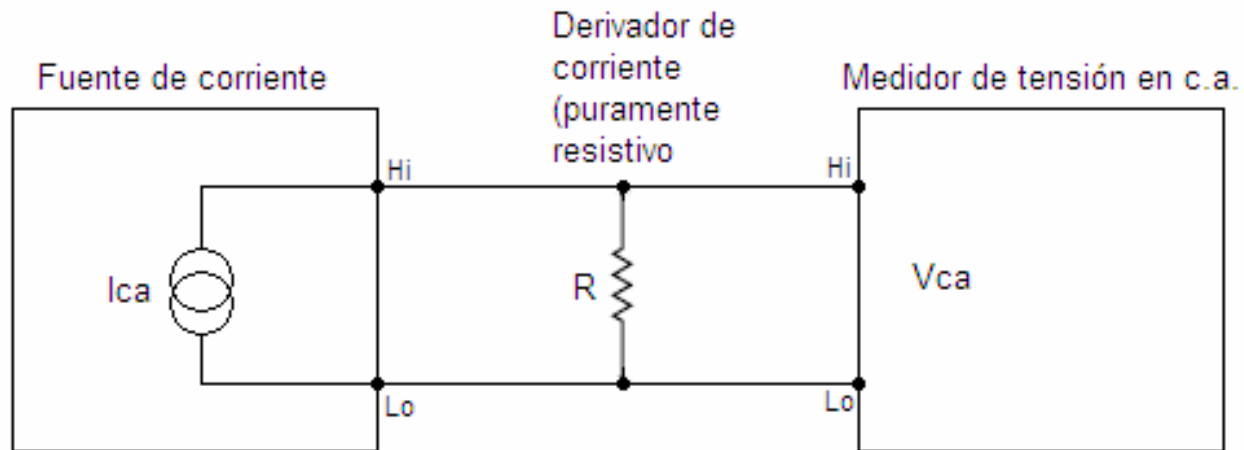 Derivador de
corriente
(puramente
resistivo
Fuente de corriente
Medidor de tensión en c.a.
Hi
Hi
Ica
R
Vca
Lo
Lo